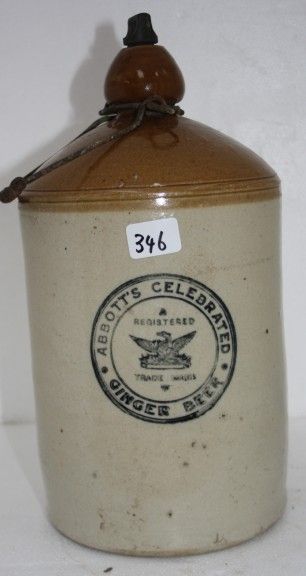 346
ABBOTT'S CELEBRATED
REGISTERED
TRADE MARK
GINGER BEER